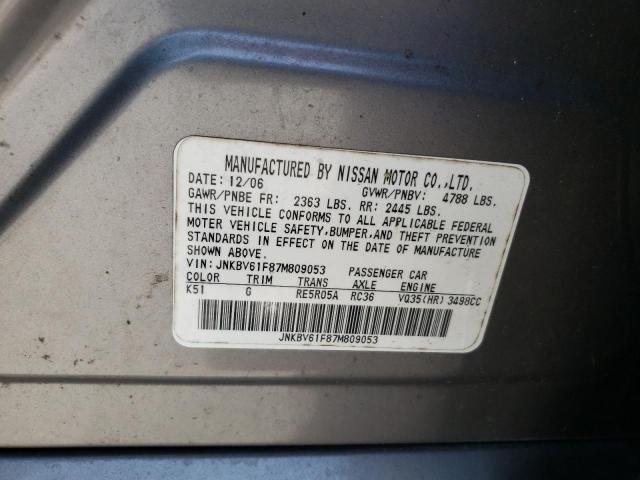 MANUFACTURED BY NISSAN MOTOR CO.,LTD.
DATE: 12/06 GVWR/PNBV: 4788 LBS.
GAWR/PNBE FR: 2363 LBS. RR: 2445 LBS.
THIS VEHICLE CONFORMS TO ALL APPLICABLE FEDERAL
MOTER VEHICLE SAFETY,BUMPER,AND THEFT PREVENTION
STANDARDS IN EFFECT ON THE DATE OF MANUFACTURE
SHOWN ABOVE.
VIN:JNKBV61F87M809053 PASSENGER CAR
COLOR TRIM TRANS AXLE ENGINE
K51 G RE5R05A RC36 VQ35(HR) 3498CC
JNKBV61F87M809053